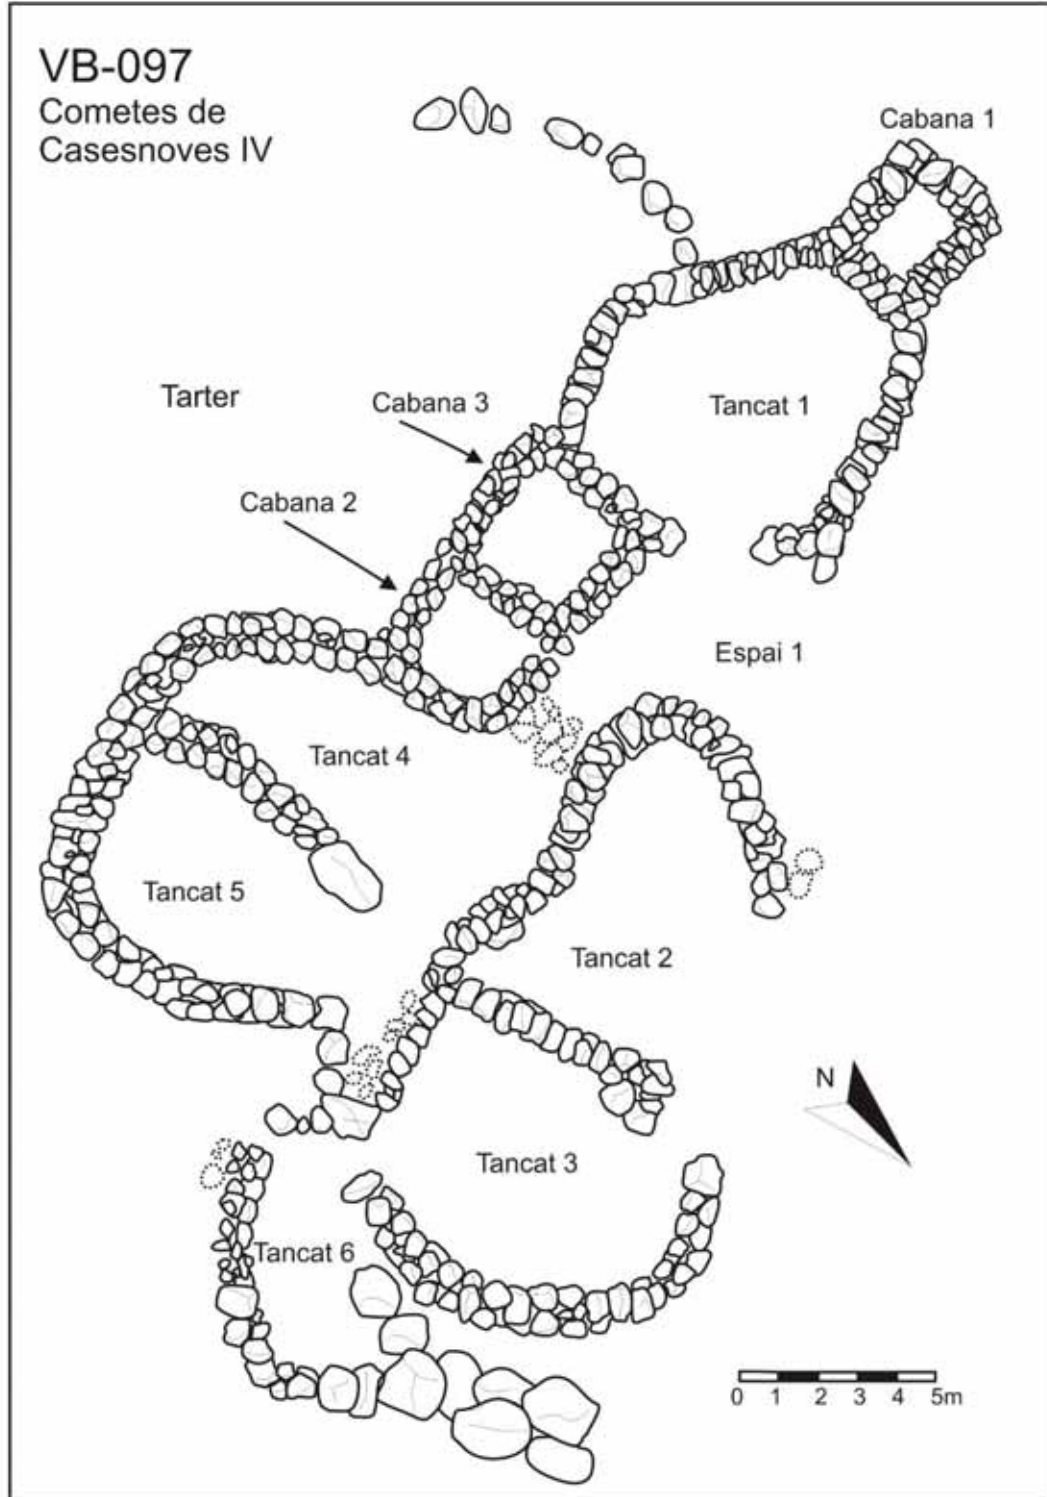 VB-097
Cometes de
Casesnoves IV
Cabana 1
Tarter
Cabana 3
Tancat 1
Cabana 2
Espai 1
Tancat 4
Tancat 5
Tancat 2
N
Tancat 3
Tancat 6
0 1 2 3 4 5m